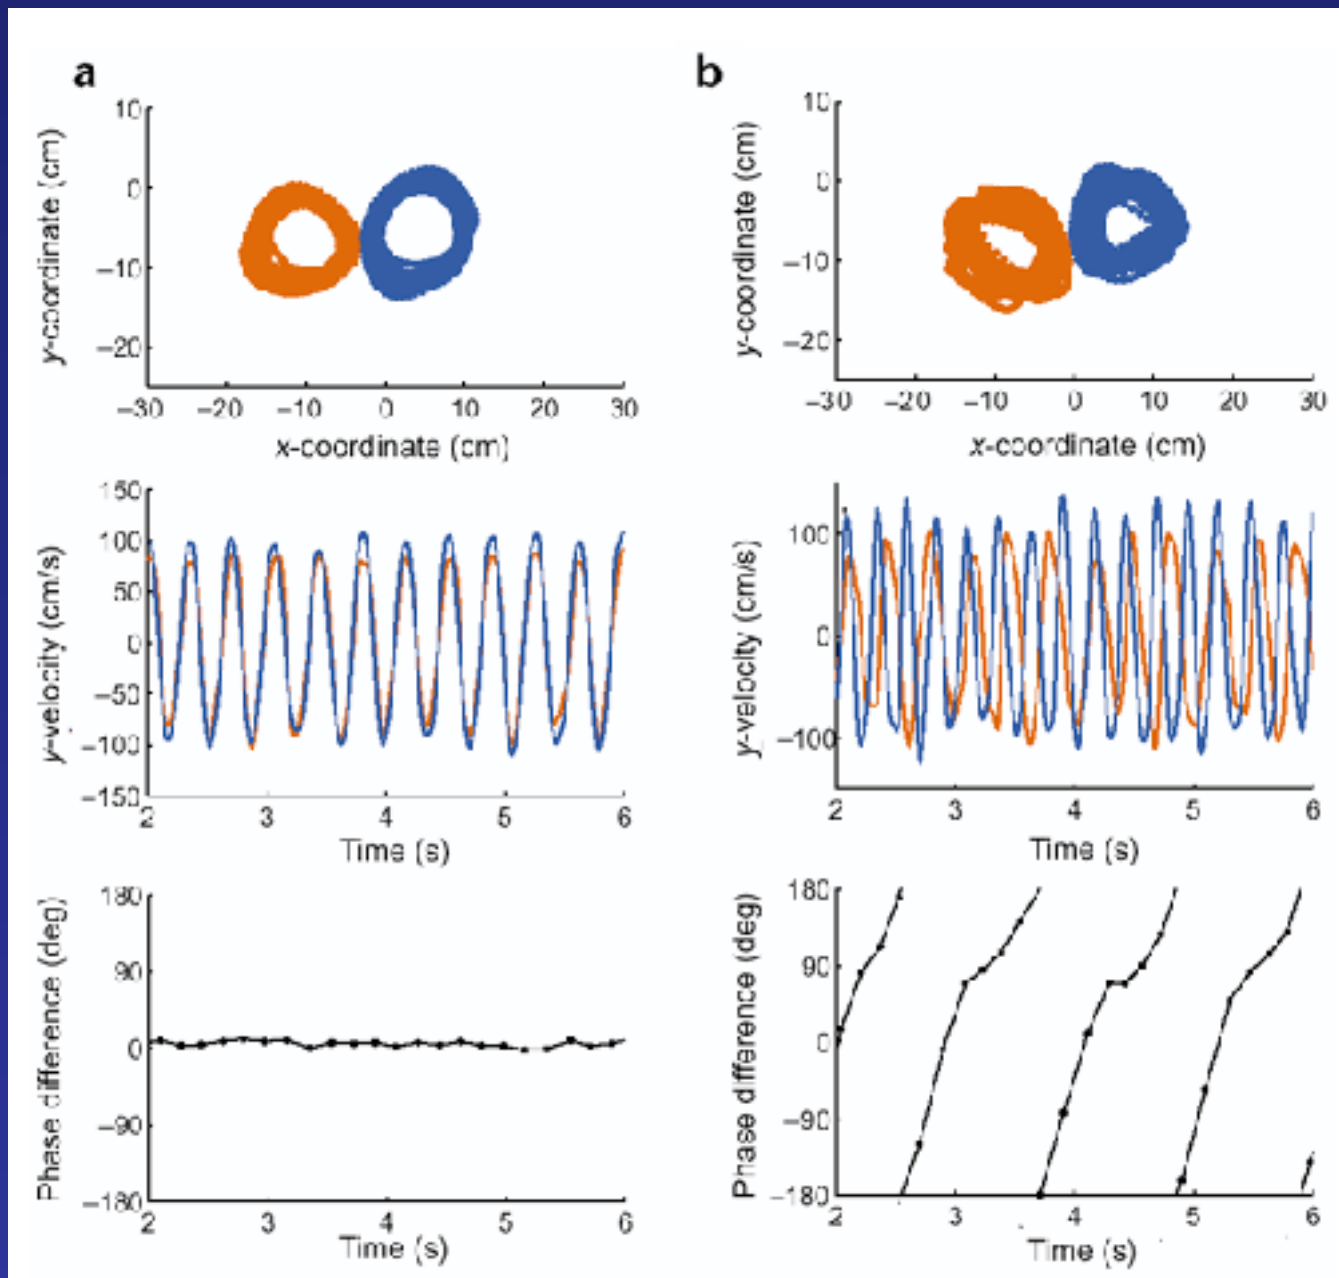 a
10
0
−10
−20
y-coordinate (cm)
−30 −20 −10 0 10 20 30
x-coordinate (cm)
150
100
50
0
−50
−100
−150
y-velocity (cm/s)
2 3 4 5 6
Time (s)
180
90
0
−90
−180
Phase difference (deg)
2 3 4 5 6
Time (s)
b
10
0
−10
−20
y-coordinate (cm)
−30 −20 −10 0 10 20 30
x-coordinate (cm)
100
0
−100
y-velocity (cm/s)
2 3 4 5 6
Time (s)
180
90
0
−90
−180
Phase difference (deg)
2 3 4 5 6
Time (s)